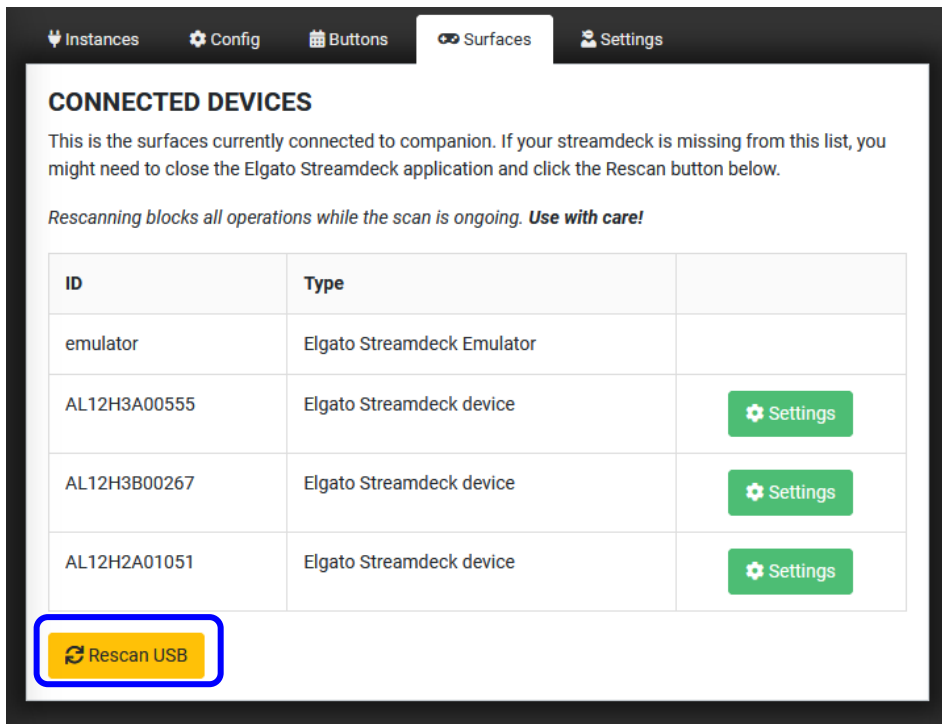 Instances Config Buttons Surfaces Settings
CONNECTED DEVICES
This is the surfaces currently connected to companion. If your streamdeck is missing from this list, you
might need to close the Elgato Streamdeck application and click the Rescan button below.
Rescanning blocks all operations while the scan is ongoing. Use with care!
ID Type
emulator Elgato Streamdeck Emulator
AL12H3A00555 Elgato Streamdeck device Settings
AL12H3B00267 Elgato Streamdeck device Settings
AL12H2A01051 Elgato Streamdeck device Settings
Rescan USB